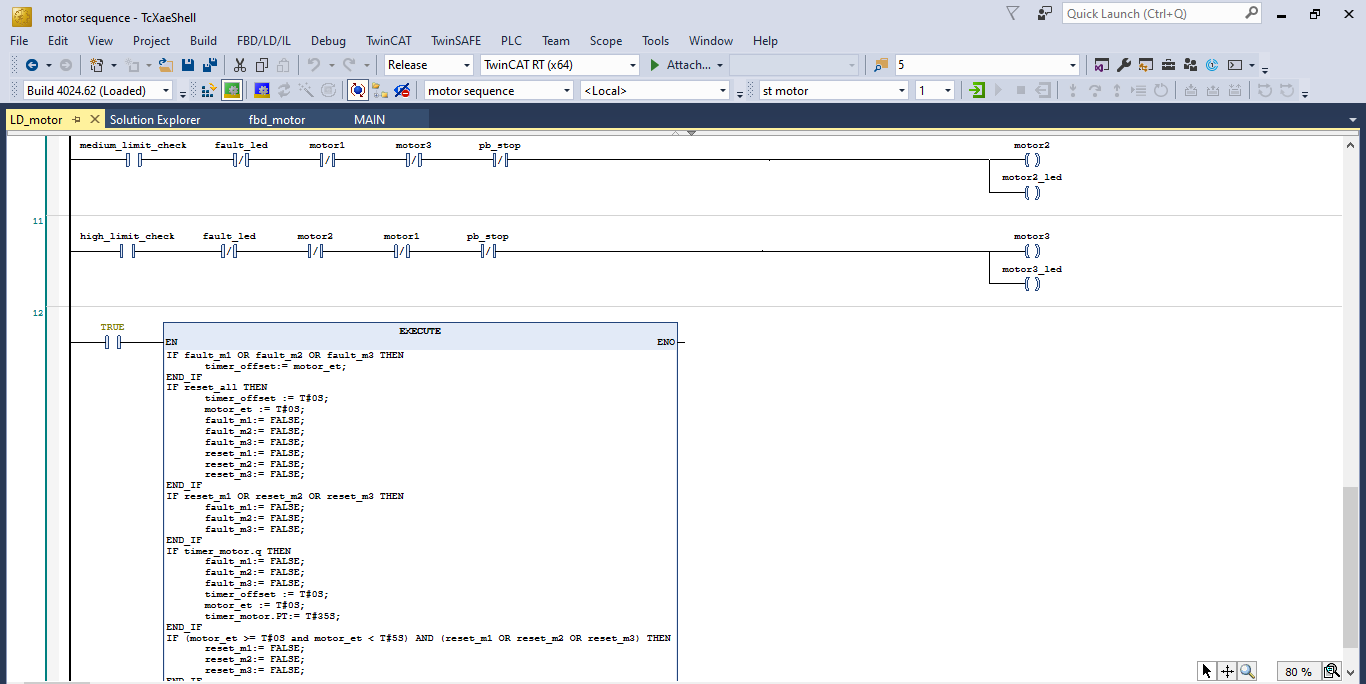 motor sequence - TcXaeShell
Quick Launch (Ctrl+Q)
File Edit View Project Build FBD/LD/IL Debug TwinCAT TwinSAFE PLC Team Scope Tools Window Help
Release TwinCAT RT (x64) Attach... 5
Build 4024.62 (Loaded) motor sequence <Local> st motor 1
LD_motor Solution Explorer fbd_motor MAIN
medium_limit_check fault_led motor1 motor3 pb_stop motor2
motor2_led
11
high_limit_check fault_led motor2 motor1 pb_stop motor3
motor3_led
12
TRUE
EXECUTE
EN ENO
IF fault_m1 OR fault_m2 OR fault_m3 THEN
timer_offset:= motor_et;
END_IF
IF reset_all THEN
timer_offset := T#0S;
motor_et := T#0S;
fault_m1:= FALSE;
fault_m2:= FALSE;
fault_m3:= FALSE;
reset_m1:= FALSE;
reset_m2:= FALSE;
reset_m3:= FALSE;
END_IF
IF reset_m1 OR reset_m2 OR reset_m3 THEN
fault_m1:= FALSE;
fault_m2:= FALSE;
fault_m3:= FALSE;
END_IF
IF timer_motor.q THEN
fault_m1:= FALSE;
fault_m2:= FALSE;
fault_m3:= FALSE;
timer_offset := T#0S;
motor_et := T#0S;
timer_motor.PT:= T#35S;
END_IF
IF (motor_et >= T#0S and motor_et < T#5S) AND (reset_m1 OR reset_m2 OR reset_m3) THEN
reset_m1:= FALSE;
reset_m2:= FALSE;
reset_m3:= FALSE;
END_IF
80 %